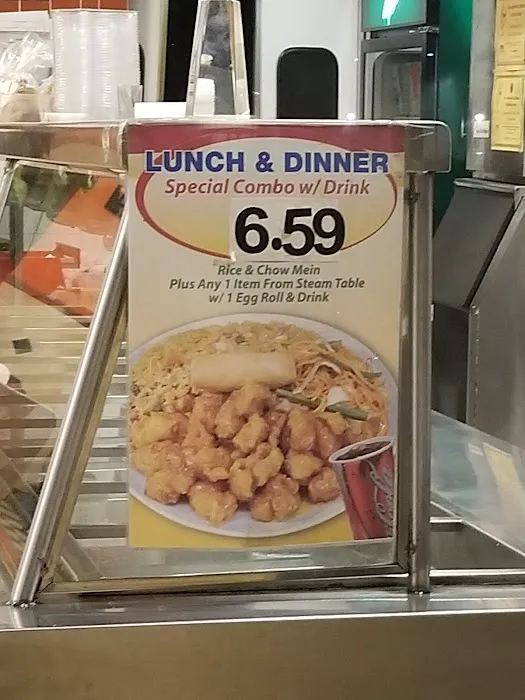 LUNCH & DINNER
Special Combo w/ Drink
6.59
Rice & Chow Mein
Plus Any 1 Item From Steam Table
w/ 1 Egg Roll & Drink